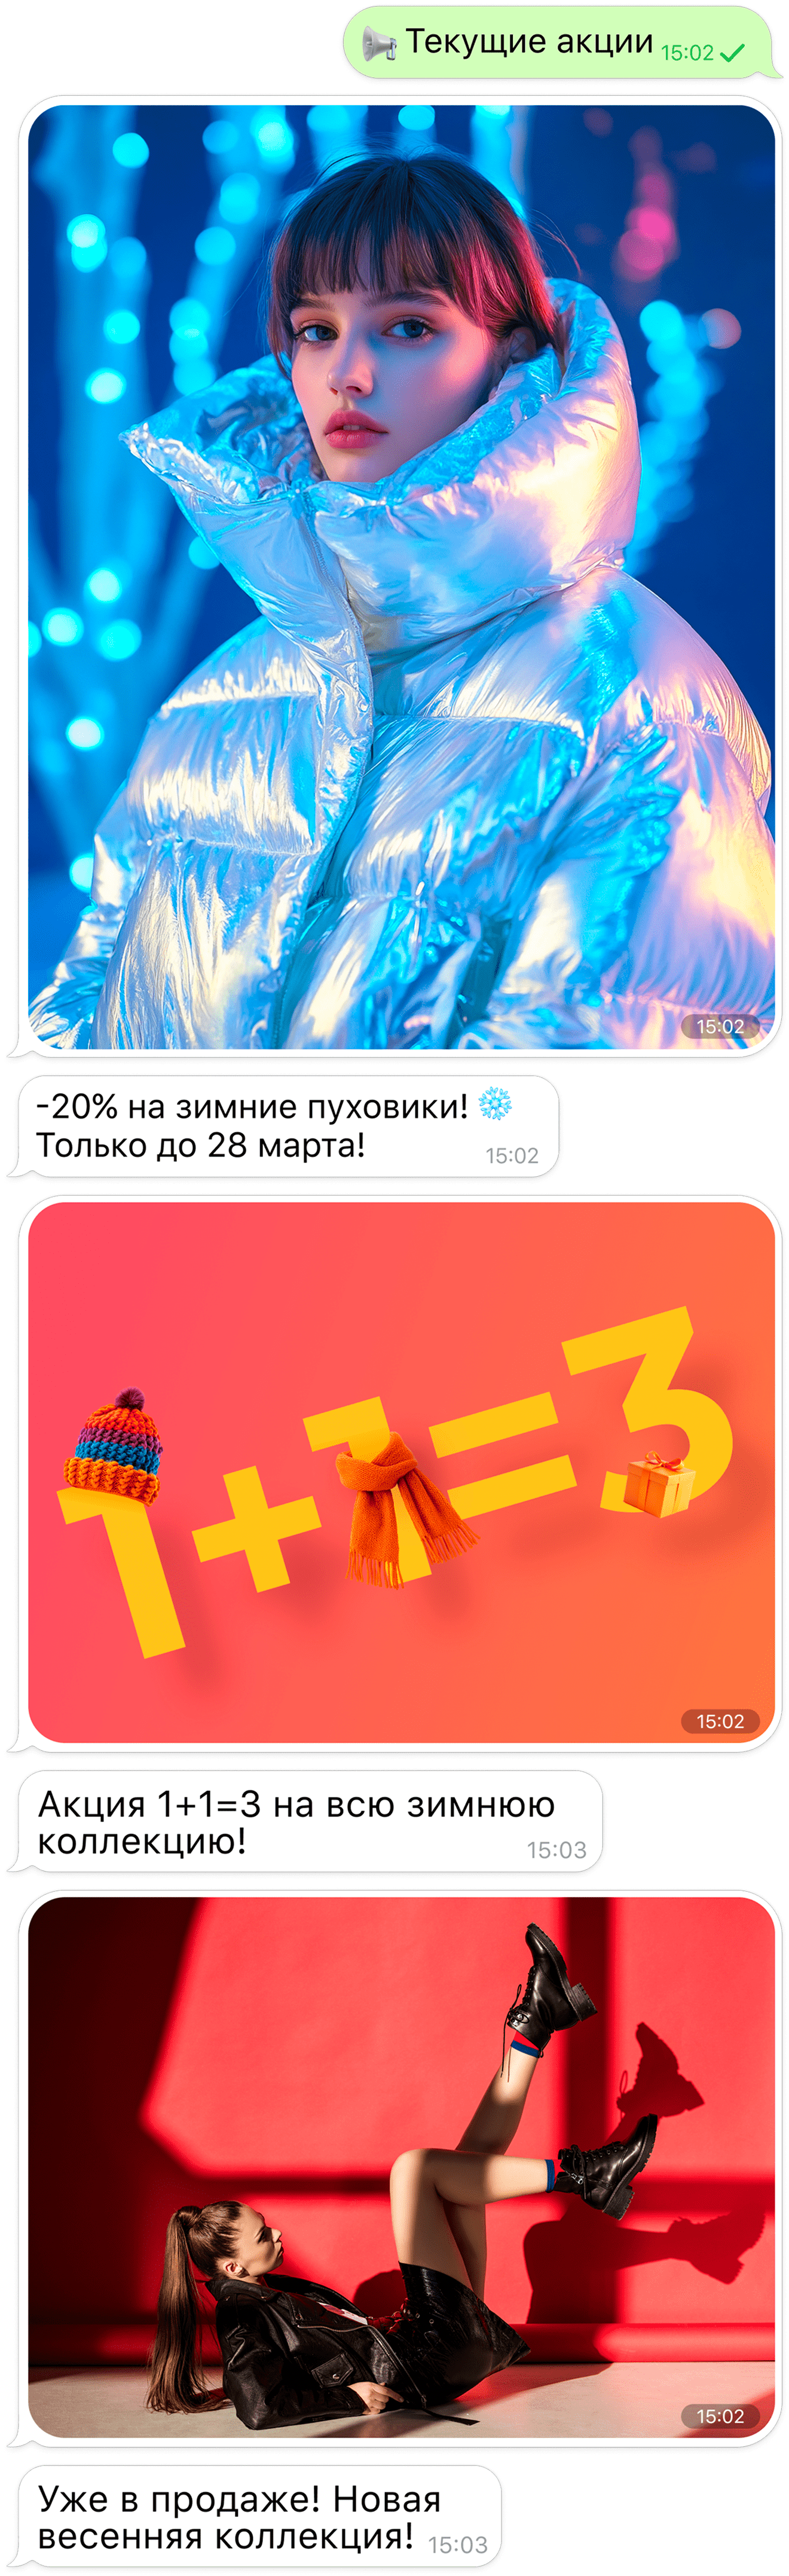 Текущие акции 15:02
15:02
-20% на зимние пуховики! ❄️
Только до 28 марта! 15:02
1+1=3
15:02
Акция 1+1=3 на всю зимнюю
коллекцию! 15:03
15:02
Уже в продаже! Новая
весенняя коллекция! 15:03